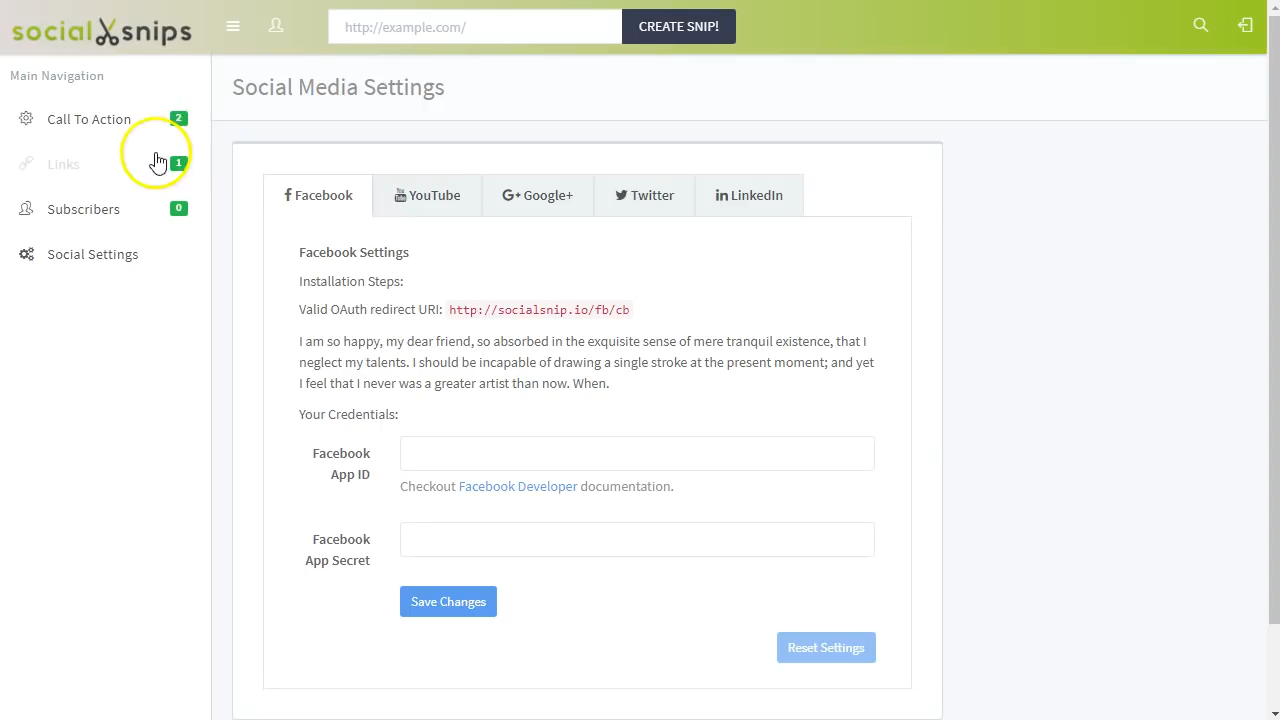 social snips
http://example.com/
CREATE SNIP!
Main Navigation
Call To Action 2
Links 1
Subscribers 0
Social Settings
Social Media Settings
Facebook
YouTube
Google+
Twitter
LinkedIn
Facebook Settings
Installation Steps:
Valid OAuth redirect URI: http://socialsnip.io/fb/cb
I am so happy, my dear friend, so absorbed in the exquisite sense of mere tranquil existence, that I
neglect my talents. I should be incapable of drawing a single stroke at the present moment; and yet
I feel that I never was a greater artist than now. When.
Your Credentials:
Facebook
App ID
Checkout Facebook Developer documentation.
Facebook
App Secret
Save Changes
Reset Settings